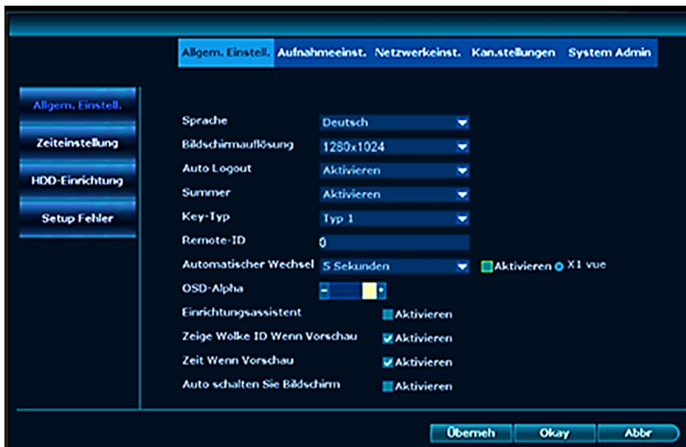 Allgem. Einstell. Aufnahmeeinst. Netzwerkeinst. Kan.stellungen System Admin
Allgem. Einstell.
Zeiteinstellung
HDD-Einrichtung
Setup Fehler
Sprache Deutsch
Bildschirmauflösung 1280x1024
Auto Logout Aktivieren
Summer Aktivieren
Key-Typ Typ 1
Remote-ID 0
Automatischer Wechsel 5 Sekunden Aktivieren X1 vue
OSD-Alpha - +
Einrichtungsassistent Aktivieren
Zeige Wolke ID Wenn Vorschau Aktivieren
Zeit Wenn Vorschau Aktivieren
Auto schalten Sie Bildschirm Aktivieren
Überneh Okay Abbr